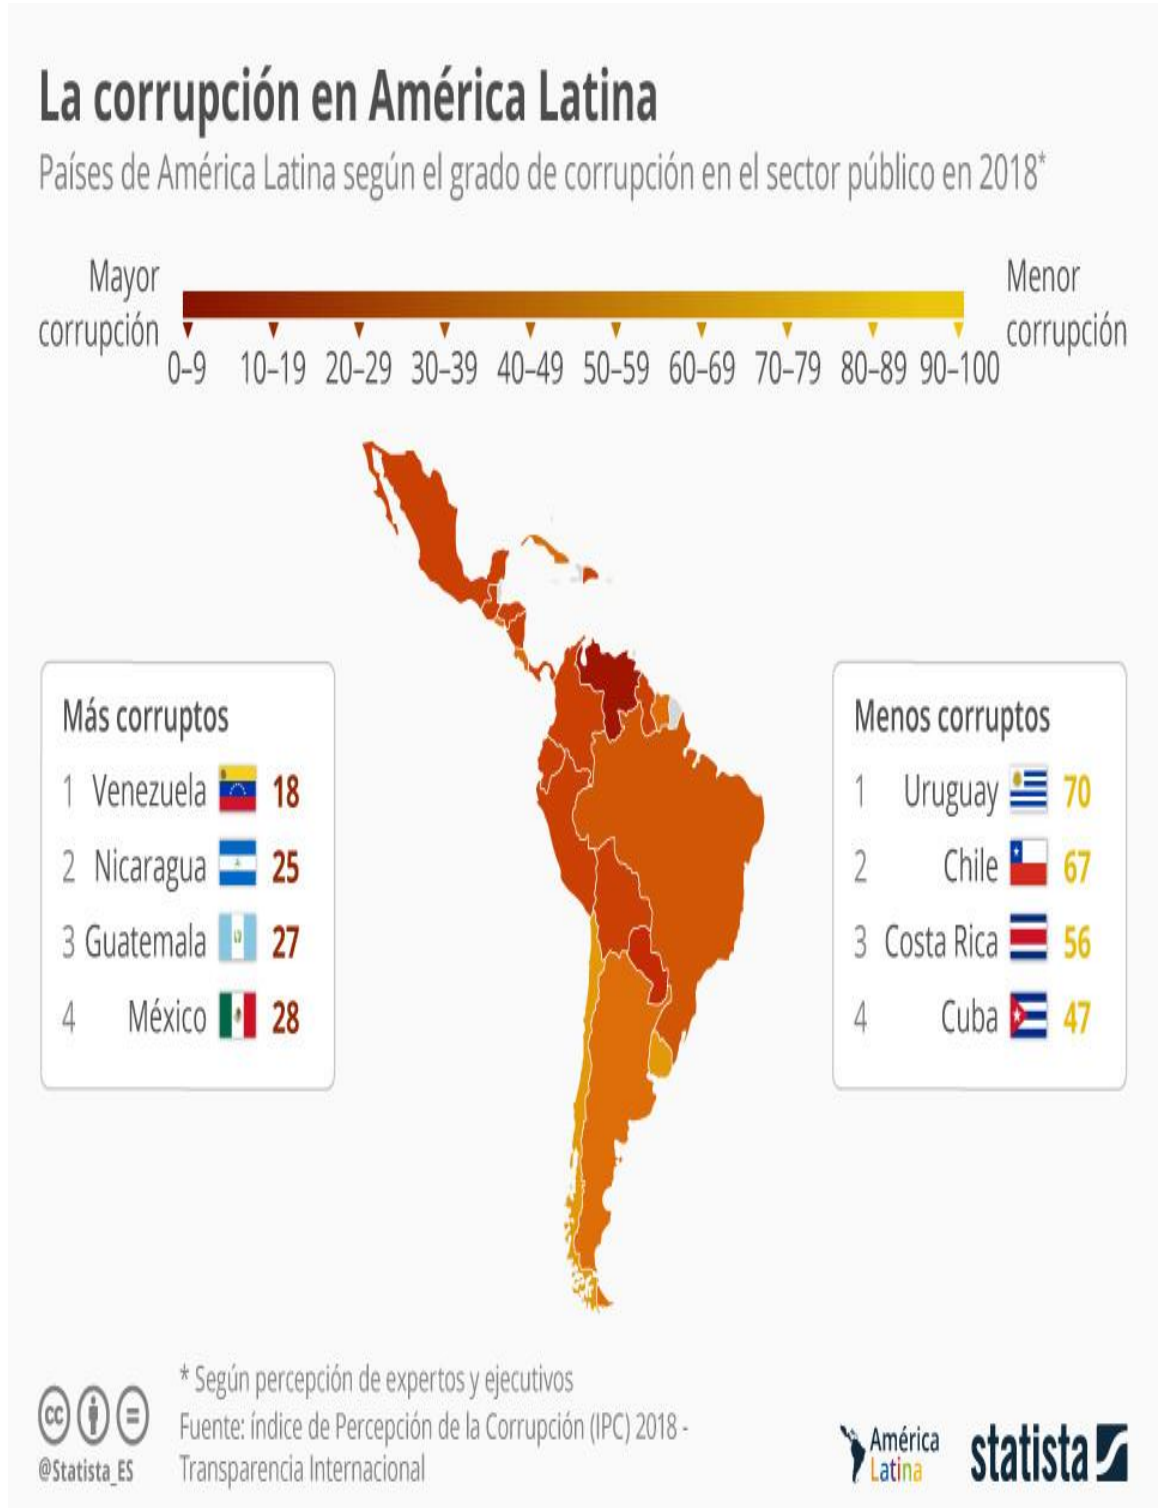 La corrupción en América Latina
Países de América Latina según el grado de corrupción en el sector público en 2018*
Mayor
corrupción
Menor
corrupción
0–9 10–19 20–29 30–39 40–49 50–59 60–69 70–79 80–89 90–100
Más corruptos
1 Venezuela 18
2 Nicaragua 25
3 Guatemala 27
4 México 28
Menos corruptos
1 Uruguay 70
2 Chile 67
3 Costa Rica 56
4 Cuba 47
* Según percepción de expertos y ejecutivos
Fuente: índice de Percepción de la Corrupción (IPC) 2018 -
Transparencia Internacional
cc =
@Statista_ES
América
Latina
statista